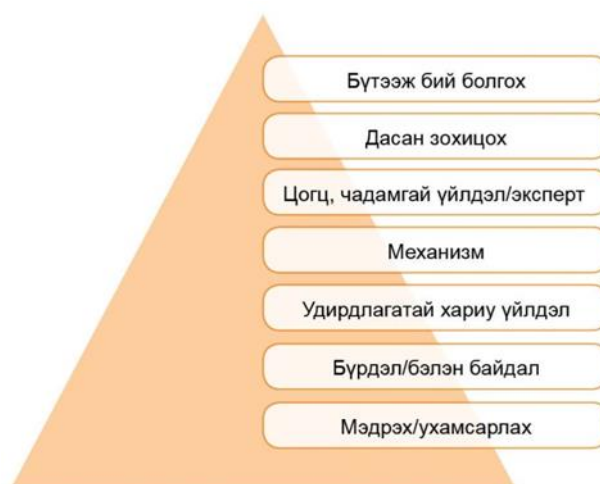 Бүтээж бий болгох
Дасан зохицох
Цогц, чадамгай үйлдэл/эксперт
Механизм
Удирдлагатай хариу үйлдэл
Бүрдэл/бэлэн байдал
Мэдрэх/ухамсарлах